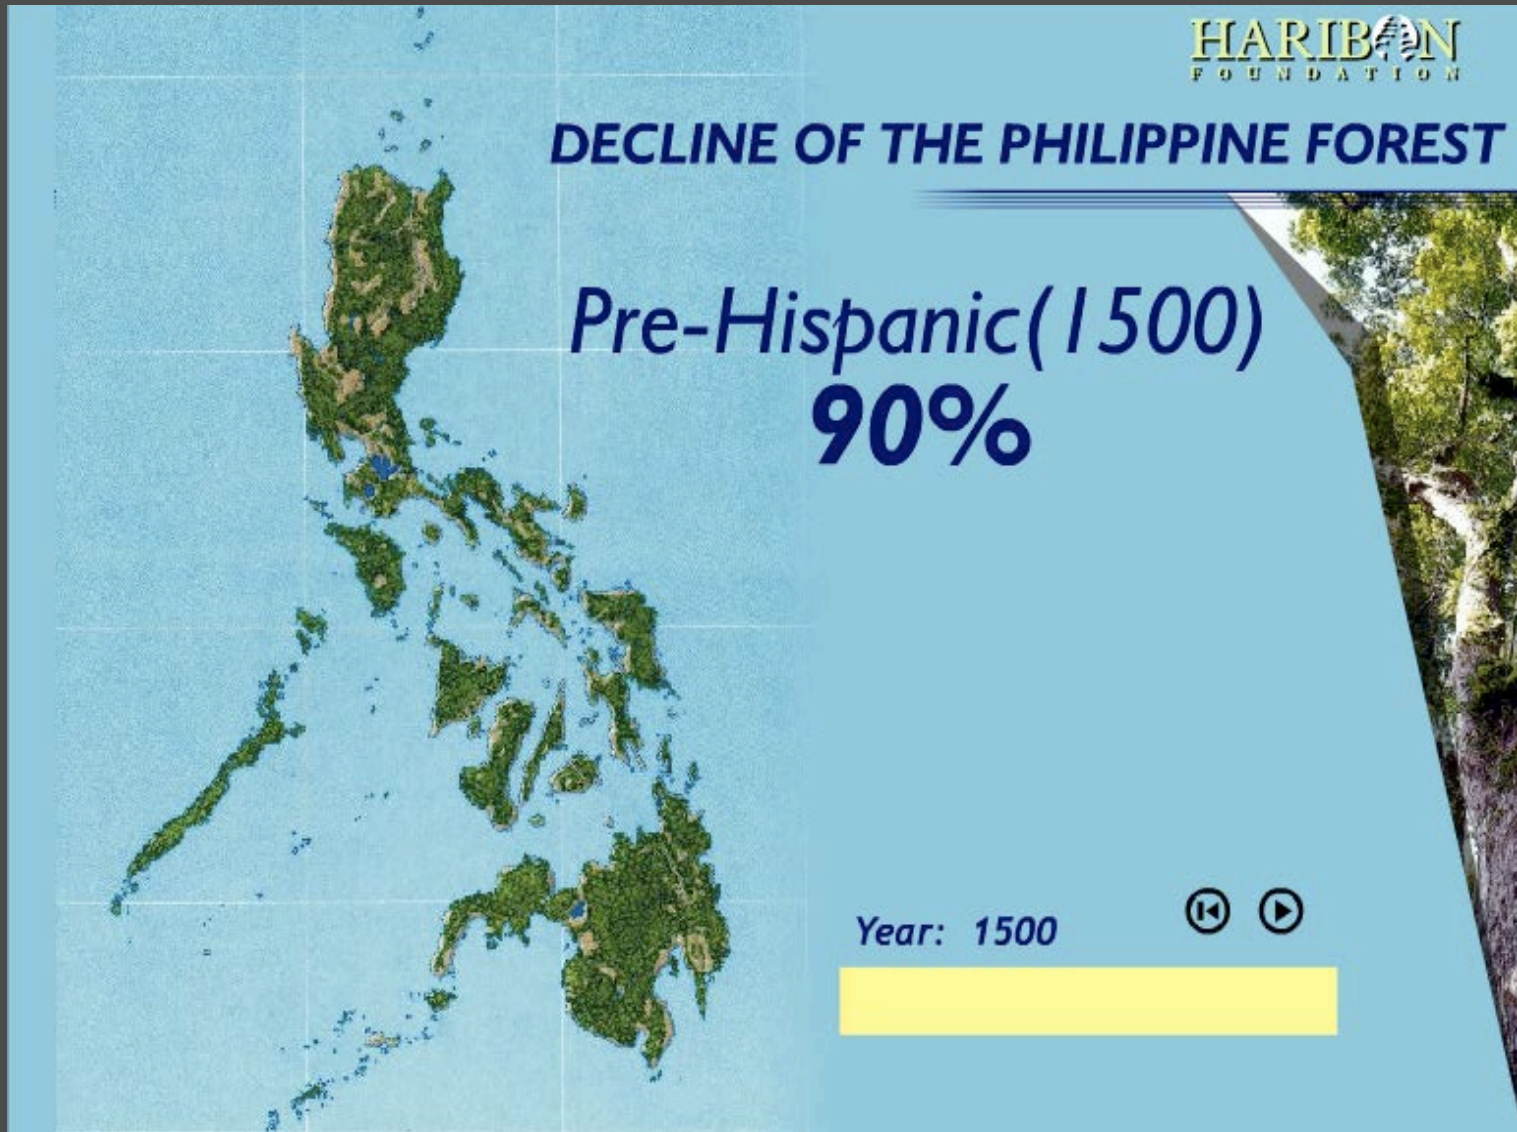 HARIBON
FOUNDATION
DECLINE OF THE PHILIPPINE FOREST
Pre-Hispanic(1500)
90%
Year: 1500